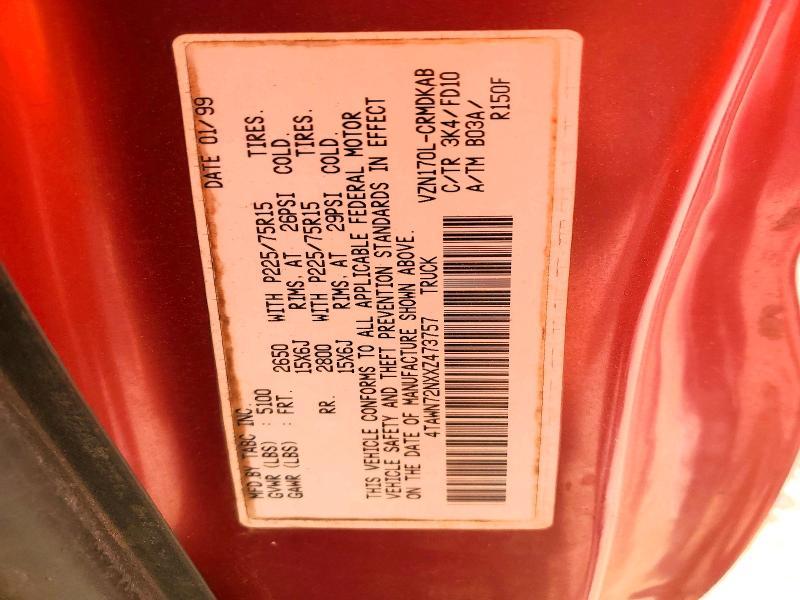 MFD.BY TABC INC. DATE 01/99
GVWR (LBS) : 5100
GAWR (LBS) : FRT. 2650 WITH P225/75R15 TIRES.
15X6J RIMS. AT 26PSI COLD.
RR. 2800 WITH P225/75R15 TIRES.
15X6J RIMS. AT 29PSI COLD.
THIS VEHICLE CONFORMS TO ALL APPLICABLE FEDERAL MOTOR
VEHICLE SAFETY AND THEFT PREVENTION STANDARDS IN EFFECT
ON THE DATE OF MANUFACTURE SHOWN ABOVE.
4TAWN72NXXZ473757 TRUCK
VZN170L-CRMDKAB
C/TR 3K4/FD10
A/TM B03A/
R150F